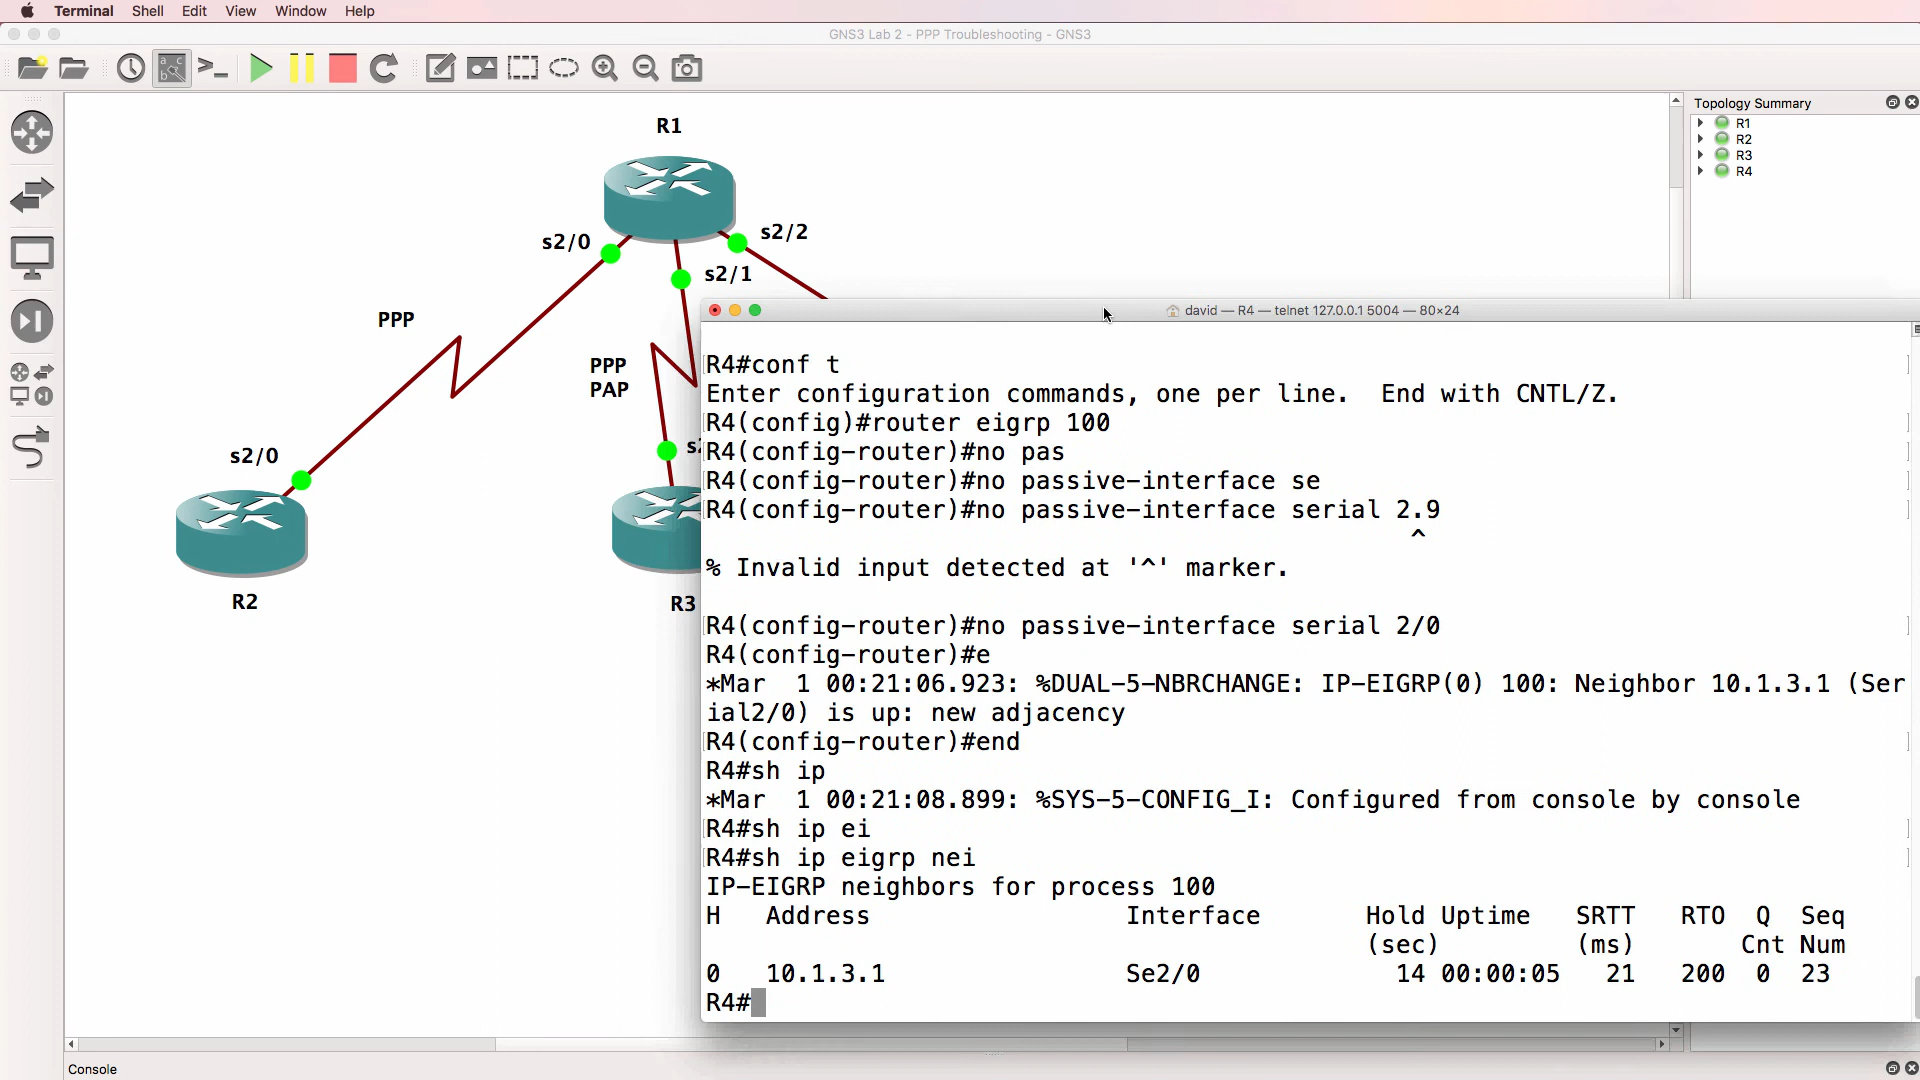 Terminal Shell Edit View Window Help
GNS3 Lab 2 - PPP Troubleshooting - GNS3
Topology Summary
R1
R2
R3
R4
R1
s2/0
s2/2
s2/1
PPP
PPP
PAP
s2/0
R2
R3
david — R4 — telnet 127.0.0.1 5004 — 80×24
R4#conf t
Enter configuration commands, one per line.  End with CNTL/Z.
R4(config)#router eigrp 100
R4(config-router)#no pas
R4(config-router)#no passive-interface se
R4(config-router)#no passive-interface serial 2.9
^
% Invalid input detected at '^' marker.
R4(config-router)#no passive-interface serial 2/0
R4(config-router)#e
*Mar  1 00:21:06.923: %DUAL-5-NBRCHANGE: IP-EIGRP(0) 100: Neighbor 10.1.3.1 (Ser
ial2/0) is up: new adjacency
R4(config-router)#end
R4#sh ip
*Mar  1 00:21:08.899: %SYS-5-CONFIG_I: Configured from console by console
R4#sh ip ei
R4#sh ip eigrp nei
IP-EIGRP neighbors for process 100
H   Address                 Interface       Hold Uptime   SRTT   RTO  Q  Seq
(sec)         (ms)       Cnt Num
0   10.1.3.1                Se2/0             14 00:00:05   21   200  0  23
R4#
Console